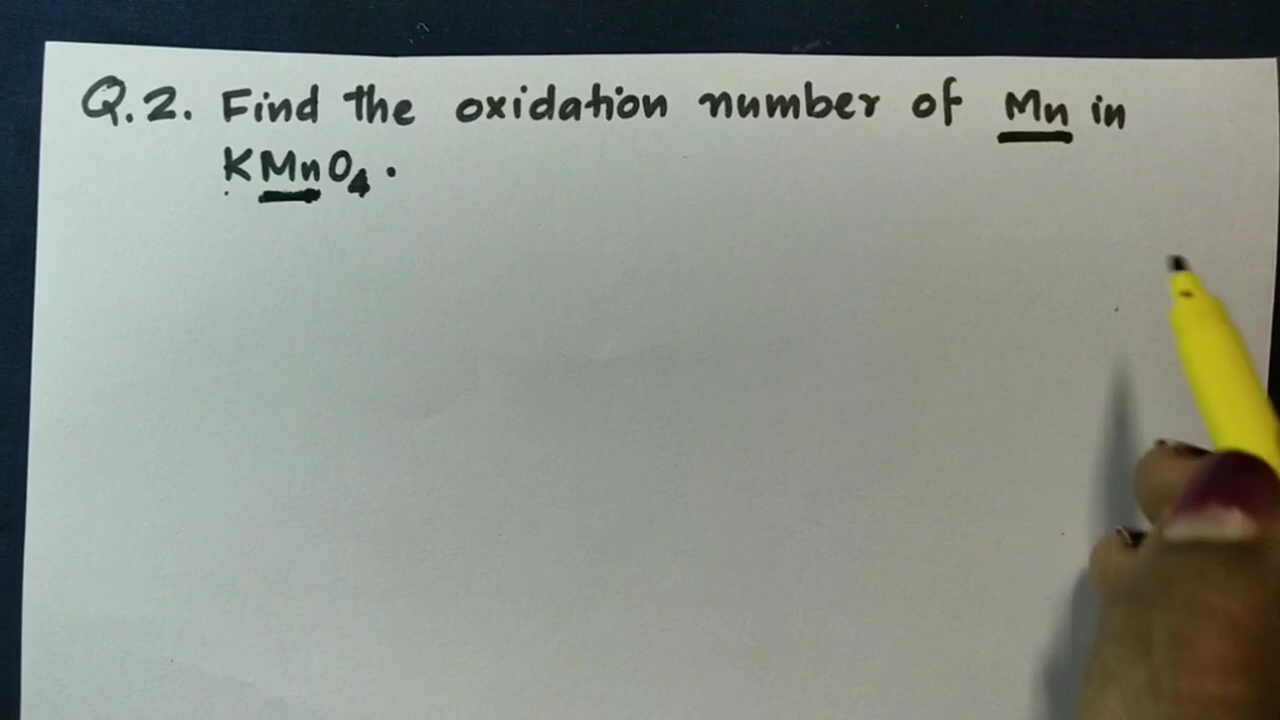 Q.2. Find the oxidation number of Mn in
KMnO₄.